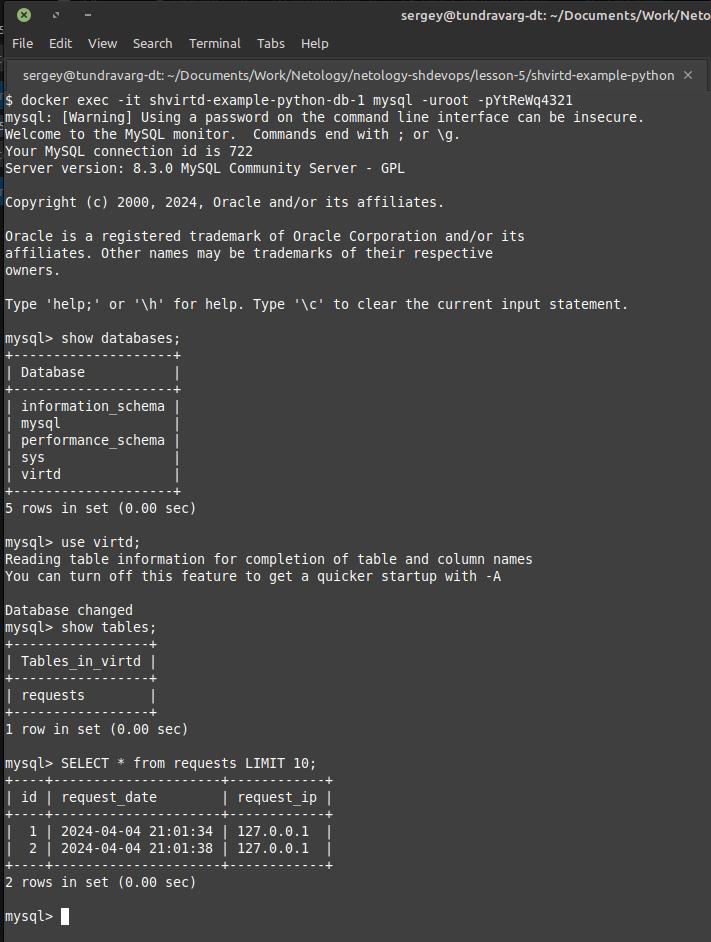 sergey@tundravarg-dt: ~/Documents/Work/Neto
File Edit View Search Terminal Tabs Help
sergey@tundravarg-dt: ~/Documents/Work/Netology/netology-shdevops/lesson-5/shvirtd-example-python ×
$ docker exec -it shvirtd-example-python-db-1 mysql -uroot -pYtReWq4321
mysql: [Warning] Using a password on the command line interface can be insecure.
Welcome to the MySQL monitor.  Commands end with ; or \g.
Your MySQL connection id is 722
Server version: 8.3.0 MySQL Community Server - GPL

Copyright (c) 2000, 2024, Oracle and/or its affiliates.

Oracle is a registered trademark of Oracle Corporation and/or its
affiliates. Other names may be trademarks of their respective
owners.

Type 'help;' or '\h' for help. Type '\c' to clear the current input statement.

mysql> show databases;
+--------------------+
| Database           |
+--------------------+
| information_schema |
| mysql              |
| performance_schema |
| sys                |
| virtd              |
+--------------------+
5 rows in set (0.00 sec)

mysql> use virtd;
Reading table information for completion of table and column names
You can turn off this feature to get a quicker startup with -A

Database changed
mysql> show tables;
+-----------------+
| Tables_in_virtd |
+-----------------+
| requests        |
+-----------------+
1 row in set (0.00 sec)

mysql> SELECT * from requests LIMIT 10;
+----+---------------------+------------+
| id | request_date        | request_ip |
+----+---------------------+------------+
|  1 | 2024-04-04 21:01:34 | 127.0.0.1  |
|  2 | 2024-04-04 21:01:38 | 127.0.0.1  |
+----+---------------------+------------+
2 rows in set (0.00 sec)

mysql>